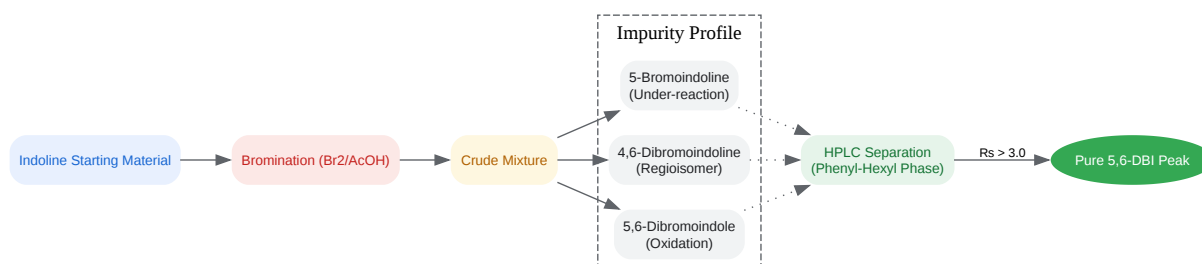 Impurity Profile
5-Bromoindoline
(Under-reaction)
Indoline Starting Material
Bromination (Br2/AcOH)
Crude Mixture
4,6-Dibromoindoline
(Regioisomer)
HPLC Separation
(Phenyl-Hexyl Phase)
Rs > 3.0
Pure 5,6-DBI Peak
5,6-Dibromoindole
(Oxidation)